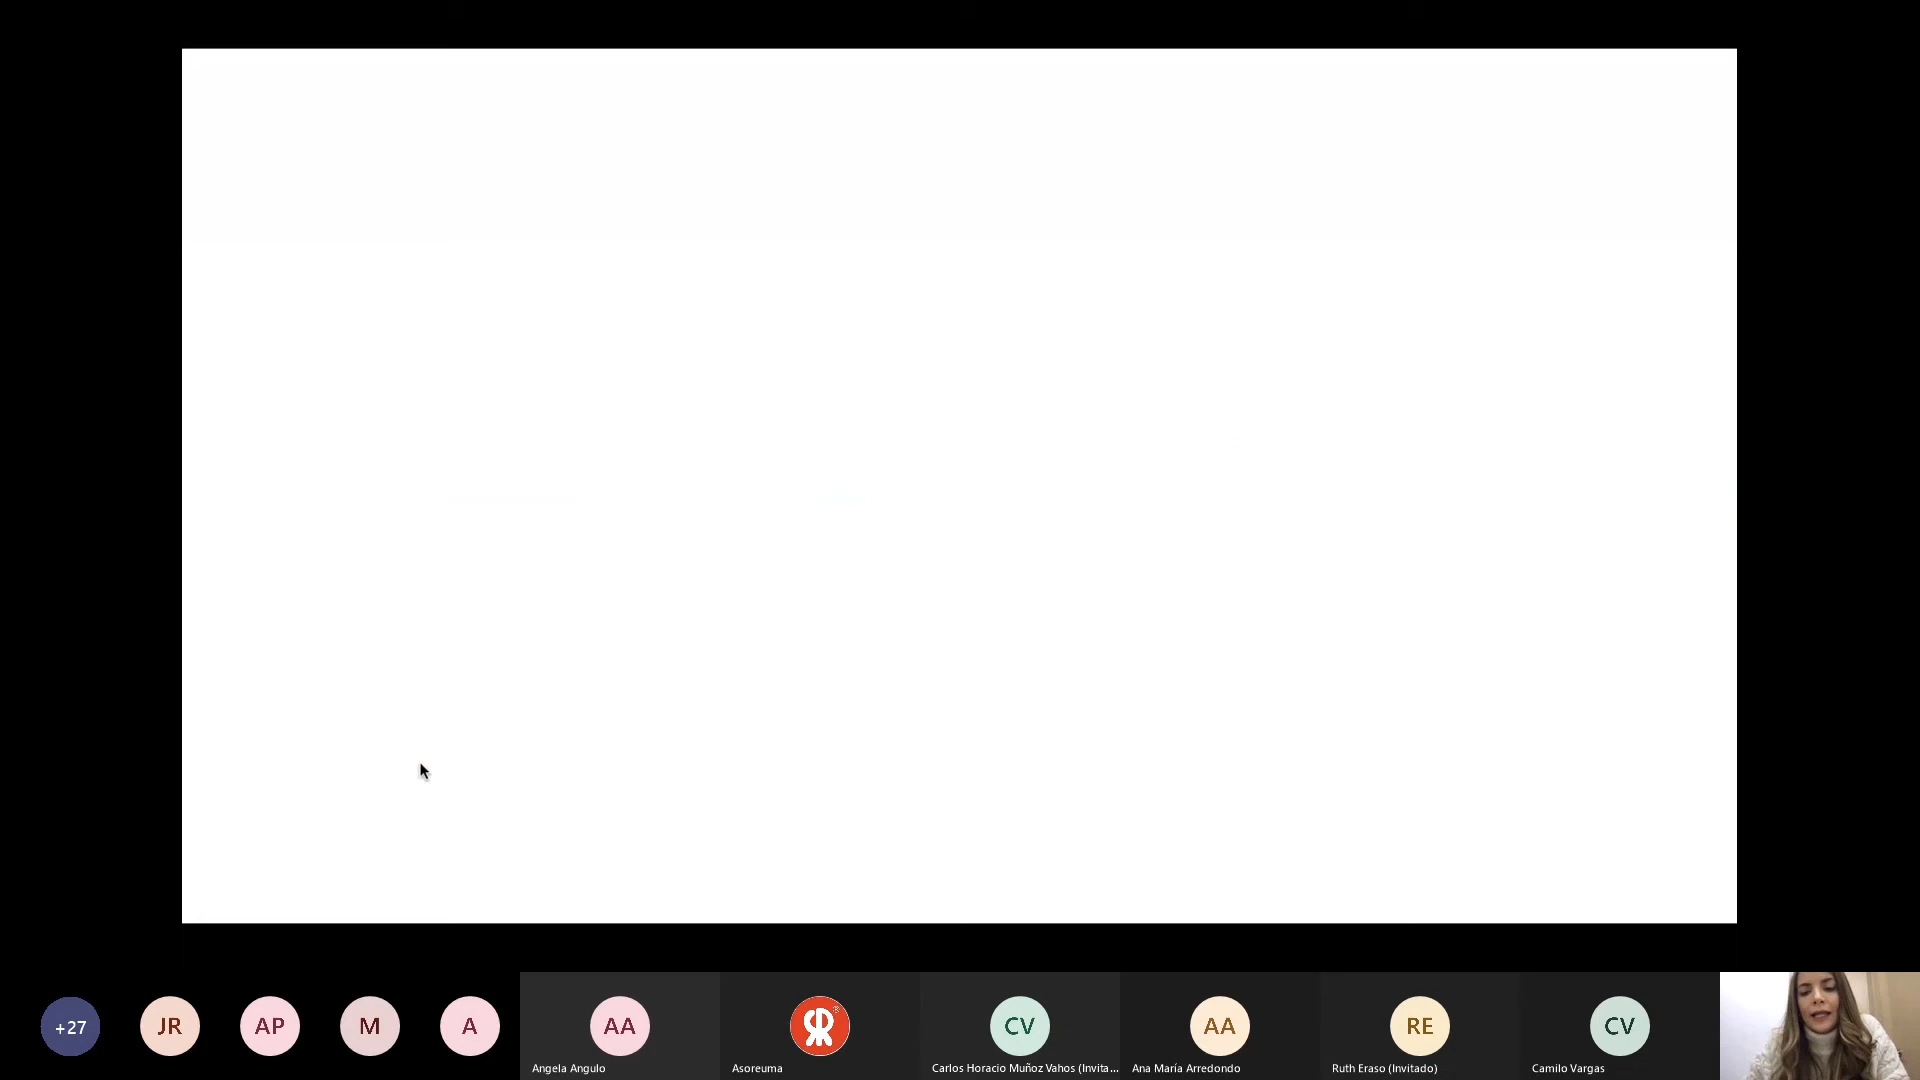 +27
JR
AP
M
A
AA
CV
AA
RE
CV
Angela Angulo
Asoreuma
Carlos Horacio Muñoz Vahos (Invita...
Ana María Arredondo
Ruth Eraso (Invitado)
Camilo Vargas